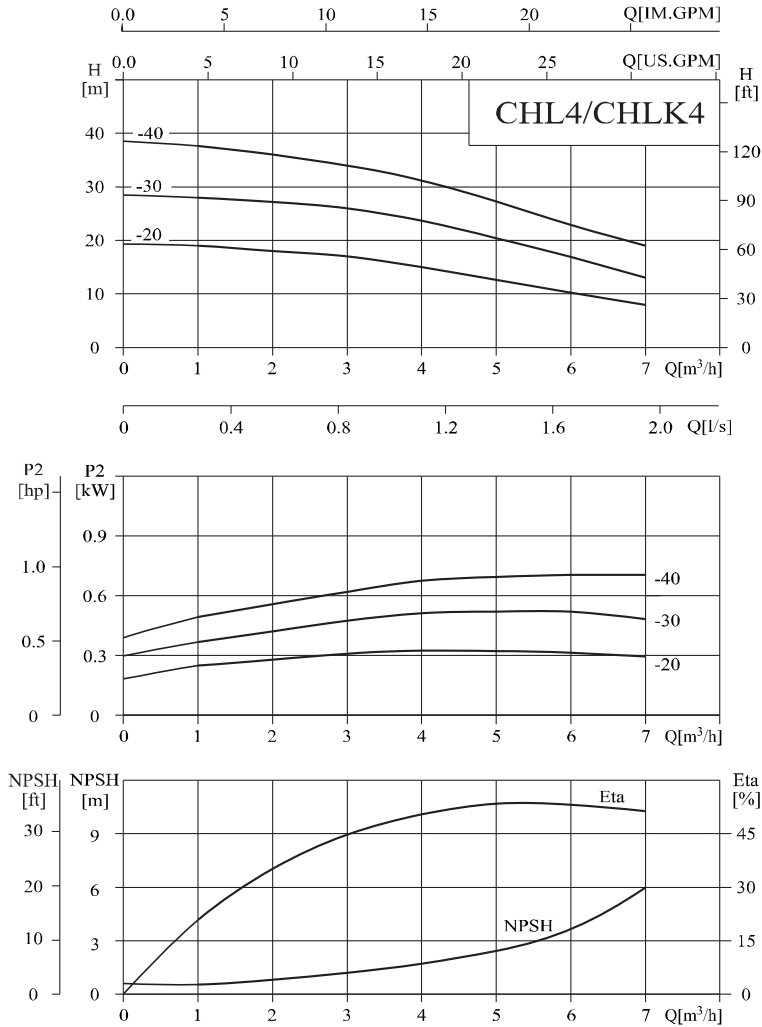 0.0 5 10 15 20 Q[IM.GPM]
0.0 5 10 15 20 25 Q[US.GPM]
H
[m]
H
[ft]
CHL4/CHLK4
40
30
20
10
0
-40
-30
-20
120
90
60
30
0
0 1 2 3 4 5 6 7 Q[m³/h]
0 0.4 0.8 1.2 1.6 2.0 Q[l/s]
P2
[hp]
P2
[kW]
1.0
0.5
0
0.9
0.6
0.3
0
-40
-30
-20
0 1 2 3 4 5 6 7 Q[m³/h]
NPSH
[ft]
NPSH
[m]
Eta
[%]
30
20
10
0
9
6
3
0
Eta
NPSH
45
30
15
0
0 1 2 3 4 5 6 7 Q[m³/h]